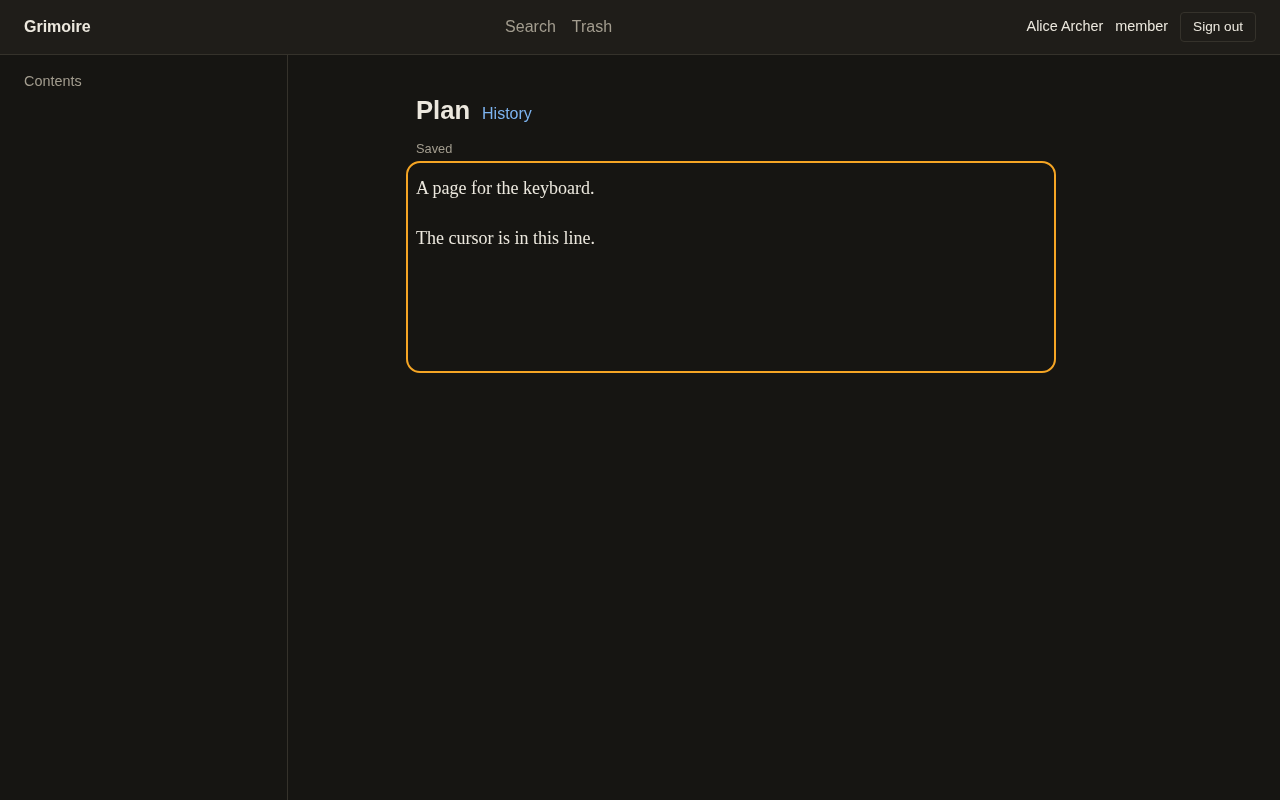 Grimoire
Search Trash
Alice Archer member Sign out
Contents
Plan History
Saved
A page for the keyboard.
The cursor is in this line.